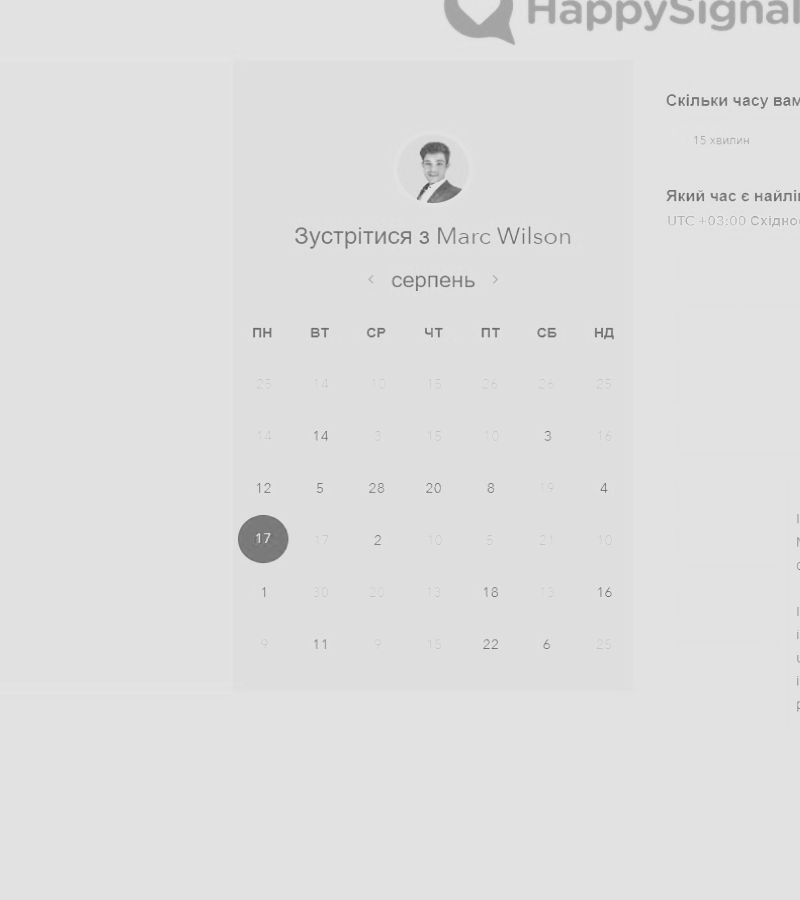 HappySignal
Зустрітися з Marc Wilson
< серпень >
ПН ВТ СР ЧТ ПТ СБ НД
25 14 10 15 26 26 25
14 14 3 15 10 3 16
12 5 28 20 8 19 4
17 17 2 10 5 21 10
1 30 20 13 18 13 16
9 11 9 15 22 6 25
Скільки часу вам
15 хвилин
Який час є найлі
UTC +03:00 Східно